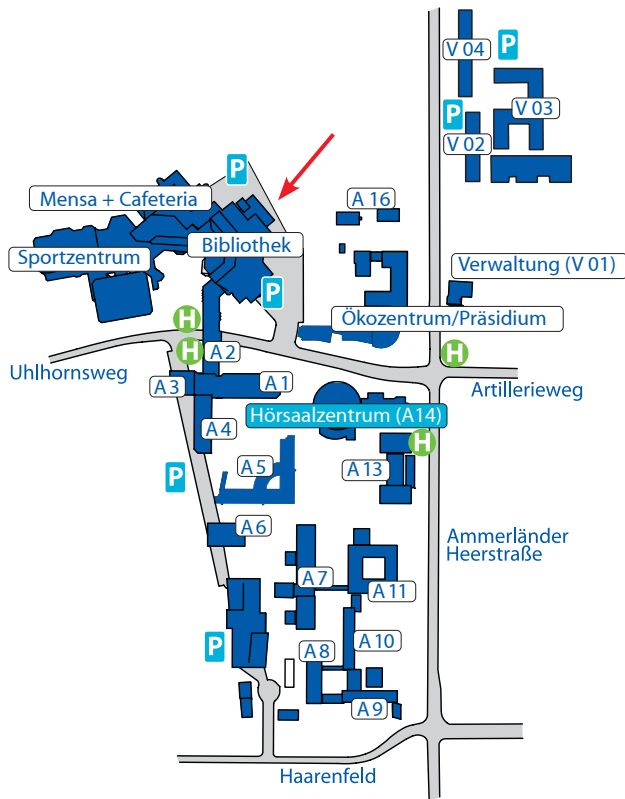 V 04
P
P
V 03
V 02
P
Mensa + Cafeteria
A 16
Bibliothek
Sportzentrum
Verwaltung (V 01)
P
Ökozentrum/Präsidium
H
H
A 2
H
Uhlhornsweg
A 3
A 1
Artillerieweg
Hörsaalzentrum (A14)
A 4
H
A 5
A 13
P
A 6
Ammerländer
Heerstraße
A 7
A 11
P
A 8
A 10
A 9
Haarenfeld